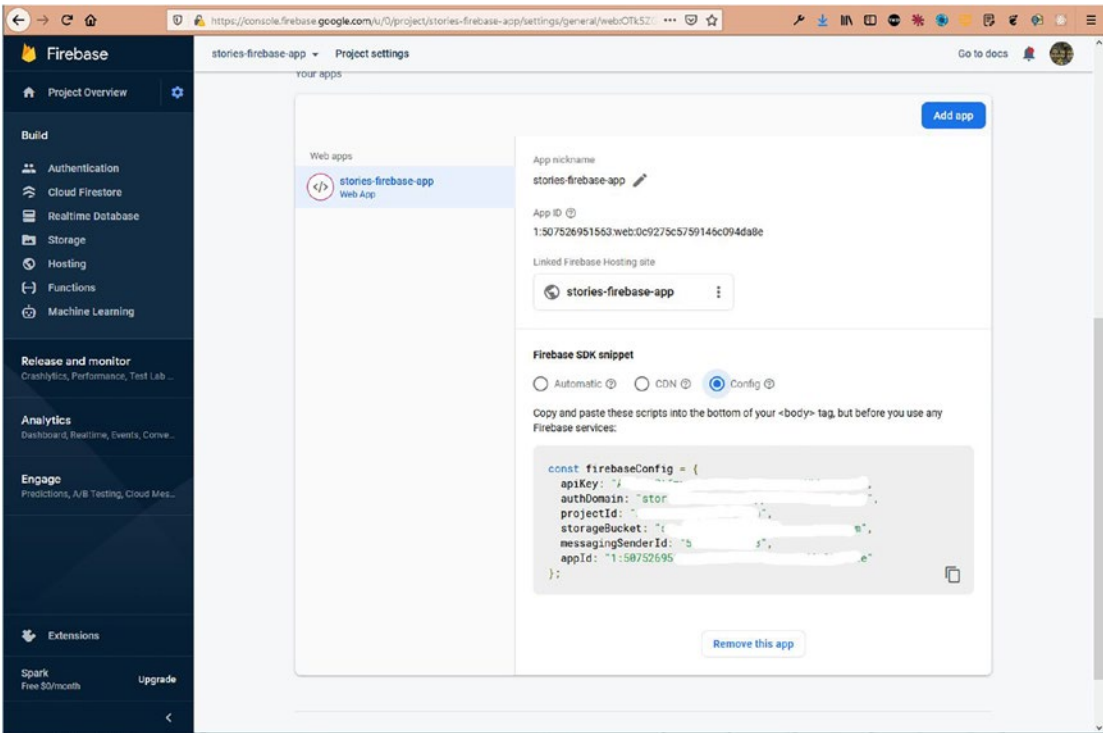 https://console.firebase.google.com/u/0/project/stories-firebase-app/settings/general/web:OTk5Z
Firebase
stories-firebase-app
Project settings
Go to docs
Project Overview
Your apps
Add app
Build
Authentication
Cloud Firestore
Realtime Database
Storage
Hosting
Functions
Machine Learning
Release and monitor
Crashlytics, Performance, Test Lab ...
Analytics
Dashboard, Realtime, Events, Conve...
Engage
Predictions, A/B Testing, Cloud Mes...
Extensions
Spark
Free $0/month
Upgrade
Web apps
stories-firebase-app
Web App
App nickname
stories-firebase-app
App ID
1:507526951563:web:0c9275c5759146c094da8e
Linked Firebase Hosting site
stories-firebase-app
Firebase SDK snippet
Automatic
CDN
Config
Copy and paste these scripts into the bottom of your <body> tag, but before you use any
Firebase services:
const firebaseConfig = {
apiKey: "
authDomain: "stor ",
projectId: " ",
storageBucket: " m",
messagingSenderId: "5 3",
appId: "1:50752695 e"
};
Remove this app